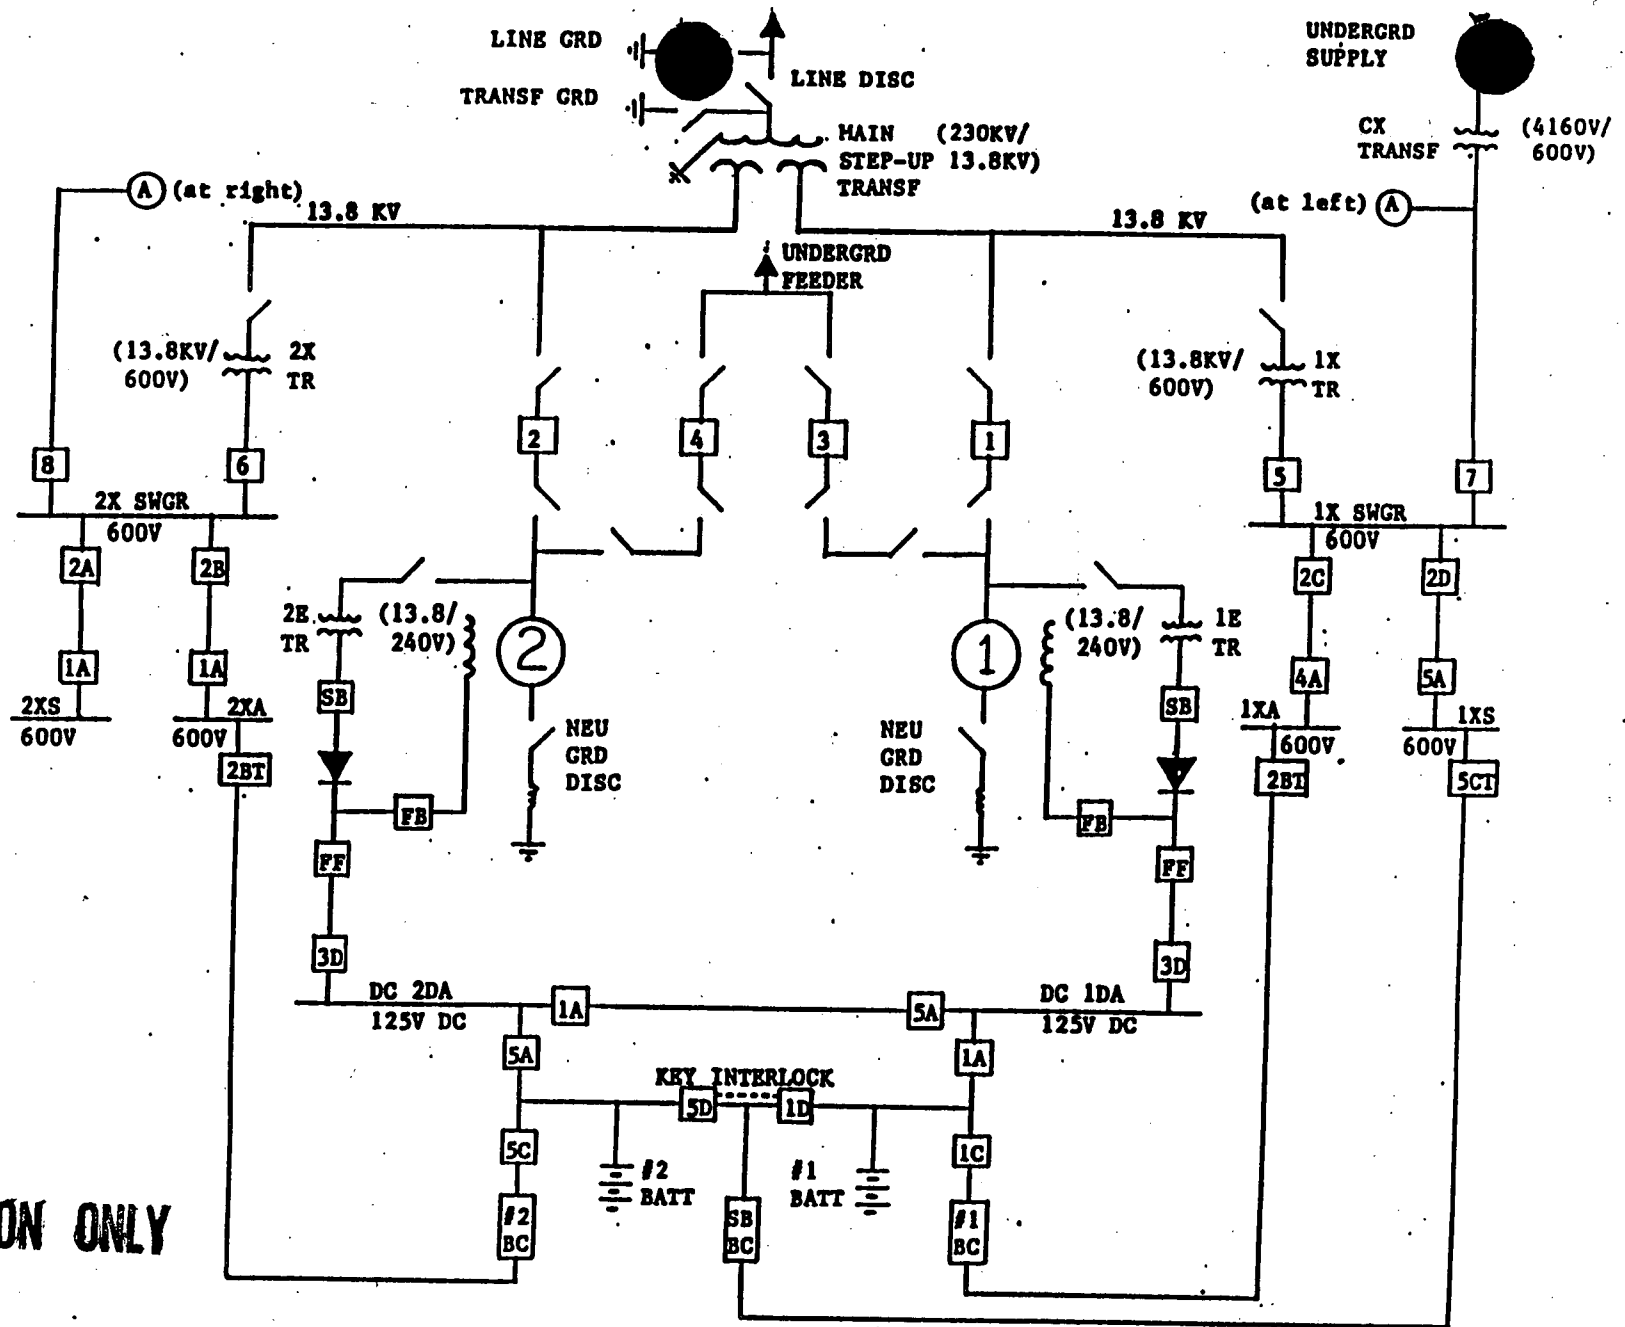 LINE GRD
LINE DISC
TRANSF GRD
MAIN (230KV/
STEP-UP 13.8KV)
TRANSF
UNDERGRD
SUPPLY
CX
TRANSF
(4160V/
600V)
A (at right)
(at left) A
13.8 KV
13.8 KV
UNDERGRD
FEEDER
(13.8KV/
600V)
2X
TR
(13.8KV/
600V)
1X
TR
8
6
2
4
3
1
5
7
2X SWGR
600V
1X SWGR
600V
2A
2B
2C
2D
2E
TR
(13.8/
240V)
2
1
(13.8/
240V)
1E
TR
1A
1A
4A
5A
SB
SB
2XS
600V
2XA
600V
1XA
600V
1XS
600V
NEU
GRD
DISC
NEU
GRD
DISC
2BT
2BT
5CT
FB
FB
FF
FF
3D
3D
DC 2DA
125V DC
1A
5A
DC 1DA
125V DC
5A
1A
KEY INTERLOCK
5D
1D
5C
1C
#2
BATT
#1
BATT
#2
BC
SB
BC
#1
BC
ON ONLY